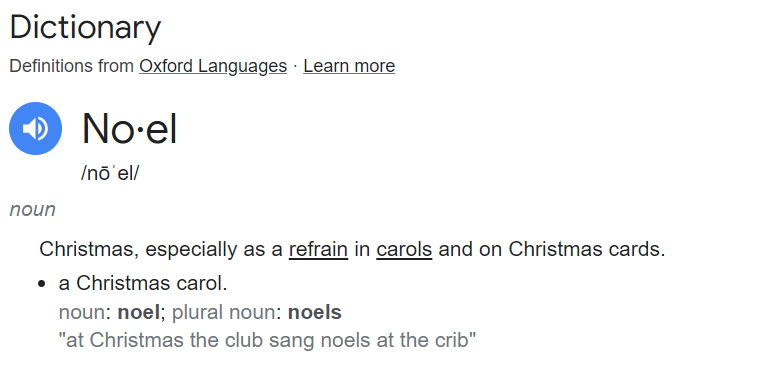 Dictionary
Definitions from Oxford Languages · Learn more
No·el
/nōˈel/
noun
Christmas, especially as a refrain in carols and on Christmas cards.
• a Christmas carol.
noun: noel; plural noun: noels
"at Christmas the club sang noels at the crib"